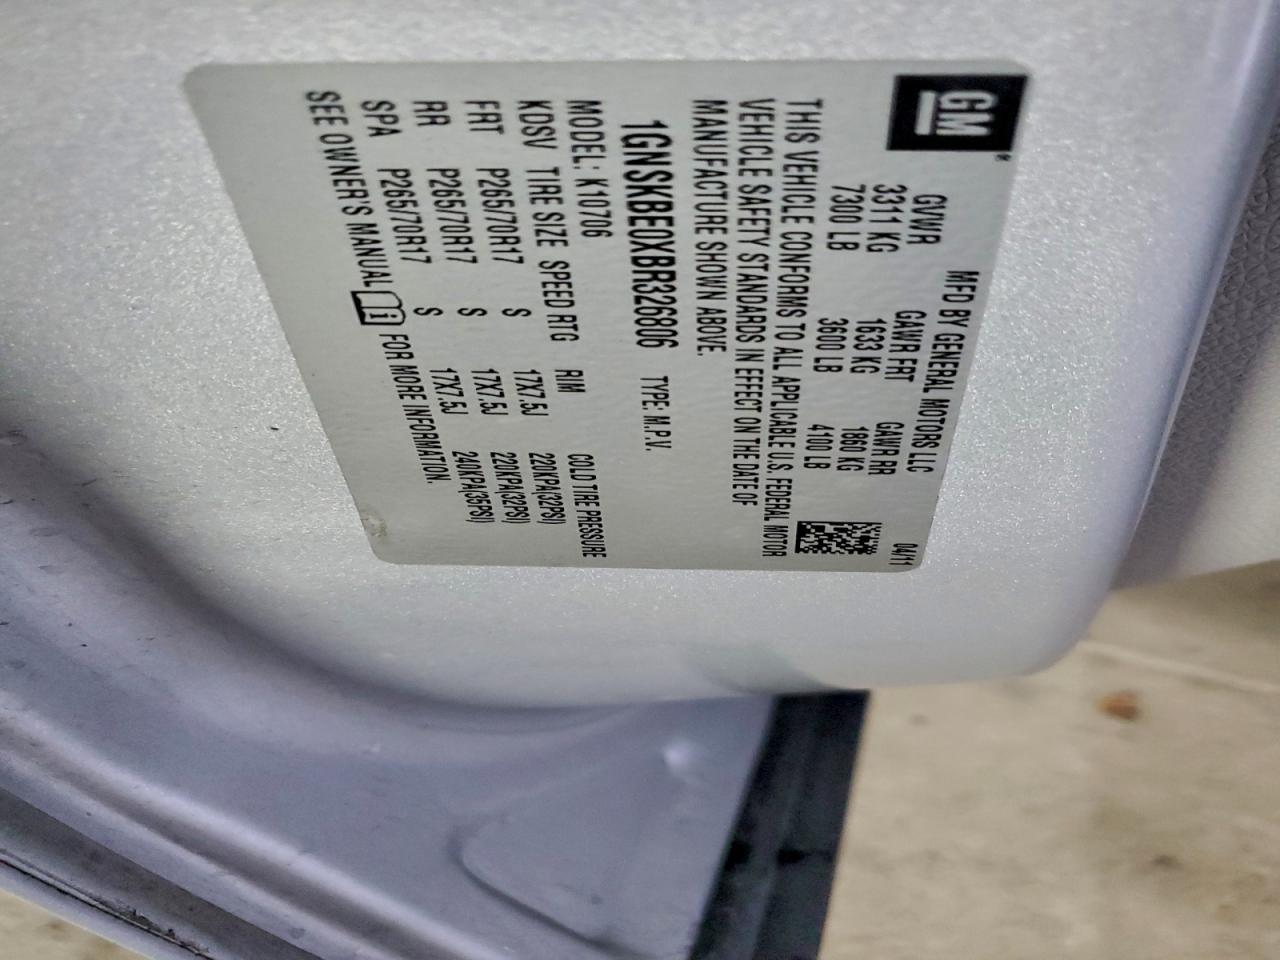 GM
MFD BY GENERAL MOTORS LLC 04/11
GVWR GAWR FRT GAWR RR
3311 KG 1633 KG 1860 KG
7300 LB 3600 LB 4100 LB
THIS VEHICLE CONFORMS TO ALL APPLICABLE U.S. FEDERAL MOTOR
VEHICLE SAFETY STANDARDS IN EFFECT ON THE DATE OF
MANUFACTURE SHOWN ABOVE.
1GNSKBE0XBR326806 TYPE: M.P.V.
MODEL: K10706
KDSV TIRE SIZE SPEED RTG RIM COLD TIRE PRESSURE
FRT P265/70R17 S 17X7.5J 220KPA(32PSI)
RR P265/70R17 S 17X7.5J 220KPA(32PSI)
SPA P265/70R17 S 17X7.5J 240KPA(35PSI)
SEE OWNER'S MANUAL i FOR MORE INFORMATION.